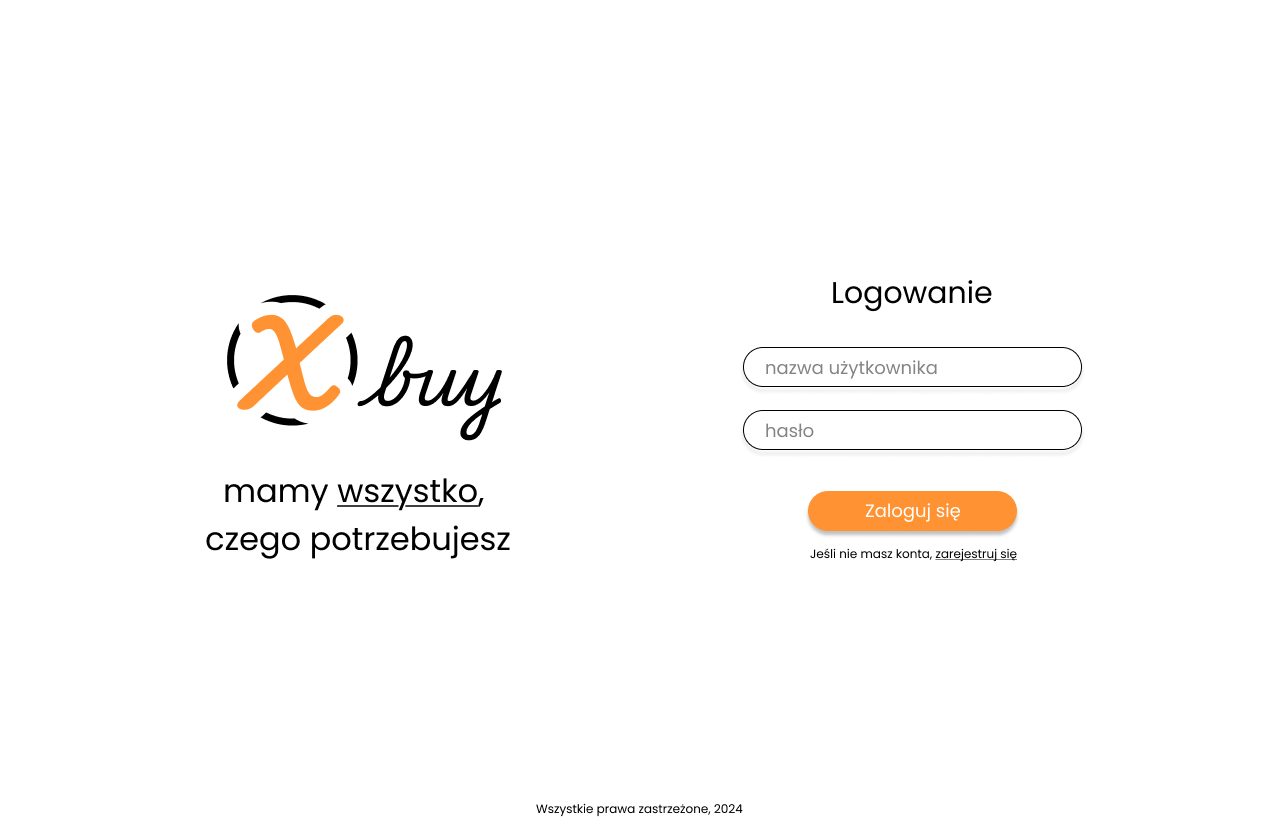 X buy
mamy wszystko,
czego potrzebujesz
Logowanie
nazwa użytkownika
hasło
Zaloguj się
Jeśli nie masz konta, zarejestruj się
Wszystkie prawa zastrzeżone, 2024